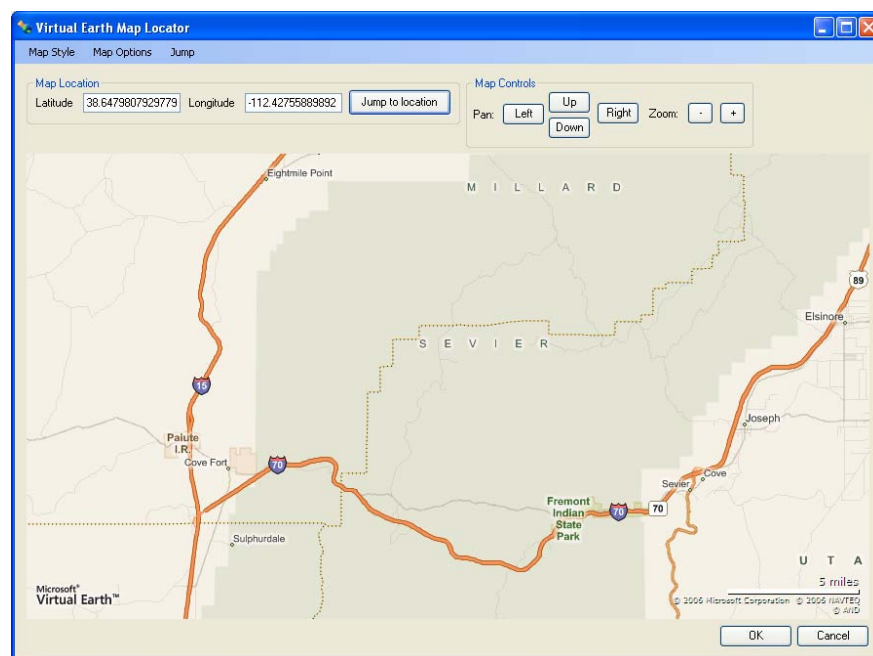 Virtual Earth Map Locator
Map Style Map Options Jump
Map Location
Latitude 38.6479807929779 Longitude -112.42755889892 Jump to location
Map Controls
Pan: Left Up Down Right Zoom: - +
Eightmile Point
M I L L A R D
89
Elsinore
S E V I E R
15
Joseph
Paiute
I.R.
Cove Fort
70
Cove
Sevier
Fremont
Indian
State
Park
70
70
Sulphurdale
U T A
5 miles
Microsoft®
Virtual Earth™
© 2006 Microsoft Corporation © 2006 NAVTEQ
© AND
OK Cancel